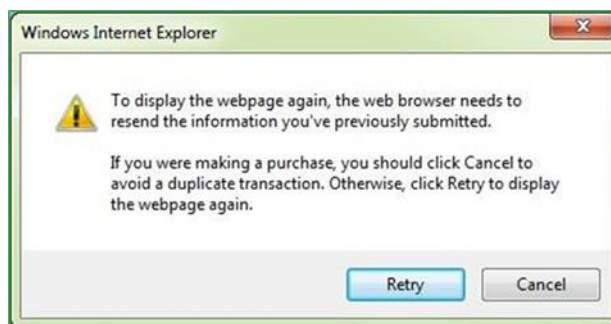 Windows Internet Explorer
To display the webpage again, the web browser needs to
resend the information you've previously submitted.
If you were making a purchase, you should click Cancel to
avoid a duplicate transaction. Otherwise, click Retry to display
the webpage again.
Retry Cancel